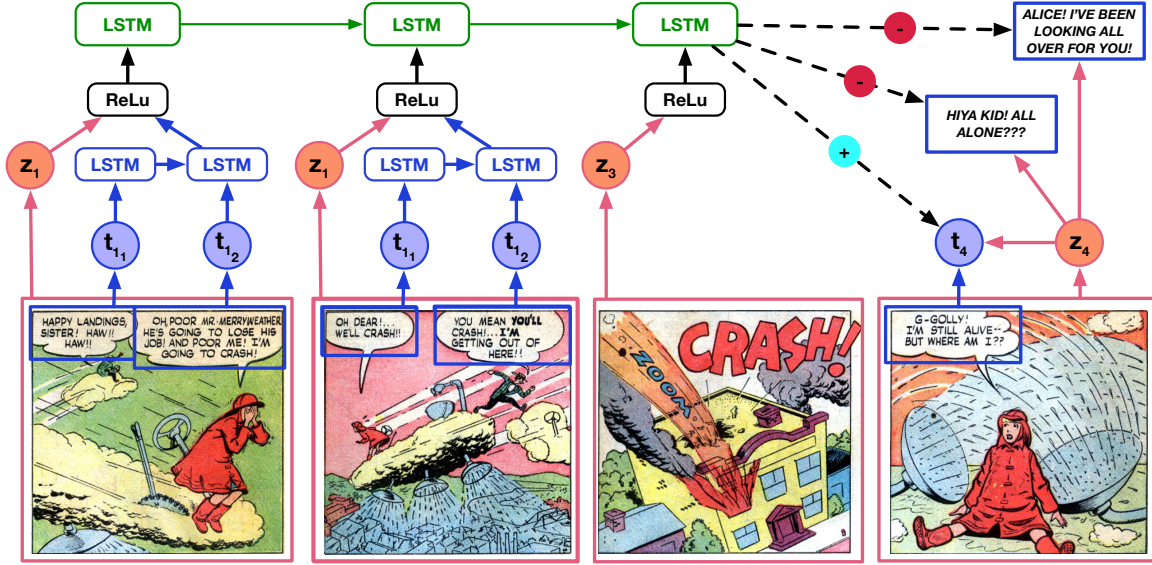 LSTM
LSTM
LSTM
-
-
+
ALICE! I'VE BEEN
LOOKING ALL
OVER FOR YOU!
HIYA KID! ALL
ALONE???
ReLu
ReLu
ReLu
z1
LSTM
LSTM
z1
LSTM
LSTM
z3
t11
t12
t11
t12
t4
z4
HAPPY LANDINGS,
SISTER! HAW!!
HAW!!
OH, POOR MR. MERRYWEATHER
HE'S GOING TO LOSE HIS
JOB! AND POOR ME! I'M
GOING TO CRASH!
OH DEAR!...
WE'LL CRASH!!
YOU MEAN YOU'LL
CRASH!...I'M
GETTING OUT OF
HERE!!
CRASH!
ZOOM
G-GOLLY!
I'M STILL ALIVE--
BUT WHERE AM I??